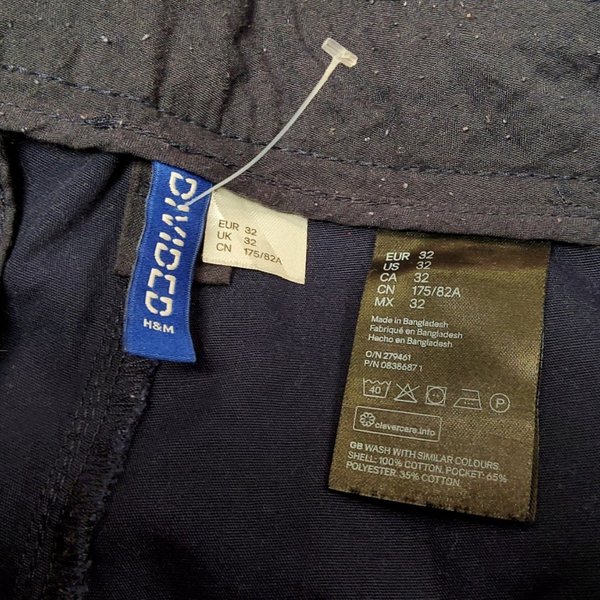 DIVIDED
H&M
EUR 32
UK 32
CN 175/82A
EUR 32
US 32
CA 32
CN 175/82A
MX 32
Made in Bangladesh
Fabriqué en Bangladesh
Hecho en Bangladesh
O/N 279461
P/N 0838687 1
40
P
clevercare.info
GB WASH WITH SIMILAR COLOURS.
SHELL: 100% COTTON. POCKET: 65%
POLYESTER. 35% COTTON.